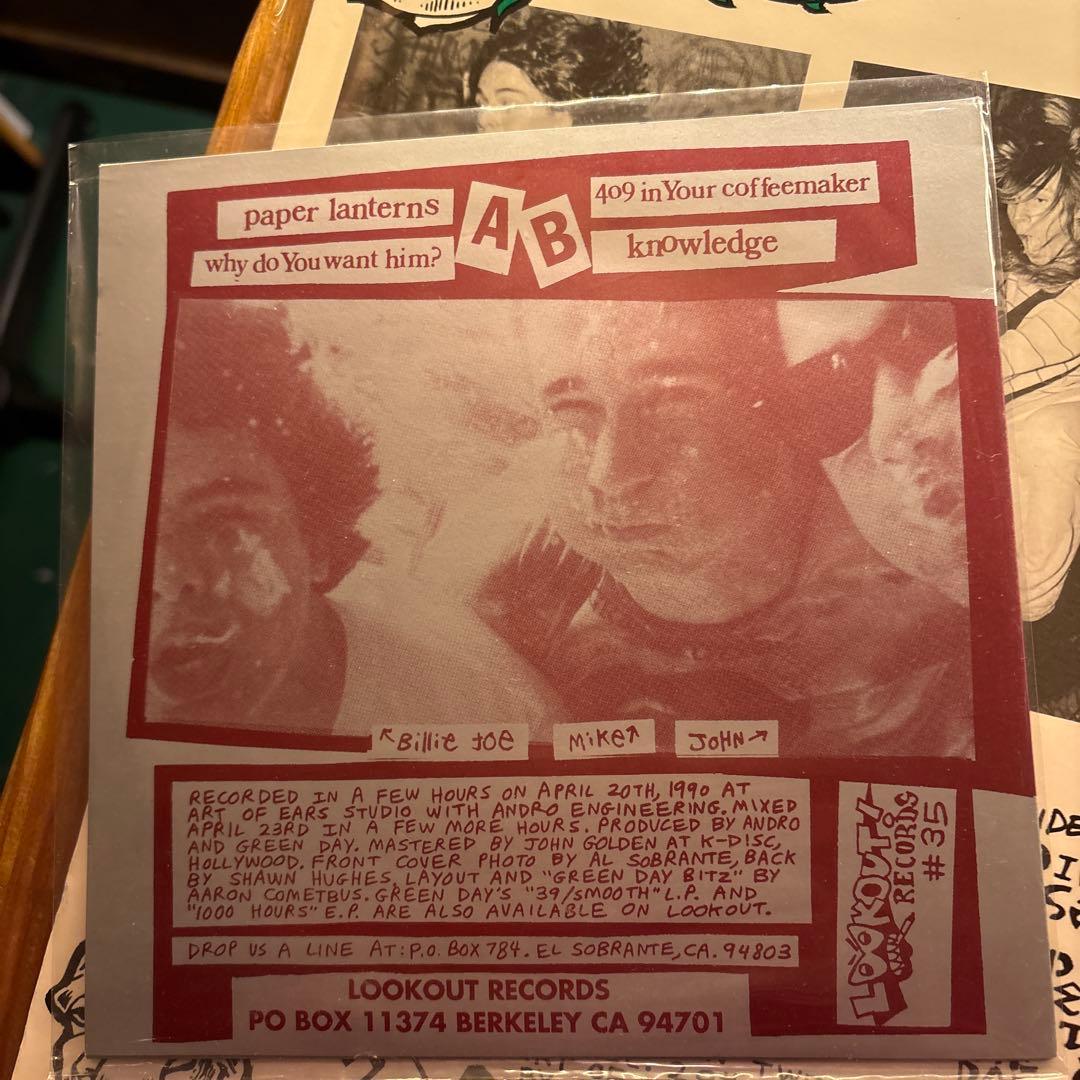 paper lanterns
why do You want him?
A
B
409 in Your coffeemaker
knowledge
↖Billie Joe
Mike↑
JOHN→
RECORDED IN A FEW HOURS ON APRIL 20TH, 1990 AT
ART OF EARS STUDIO WITH ANDRO ENGINEERING. MIXED
APRIL 23RD IN A FEW MORE HOURS. PRODUCED BY ANDRO
AND GREEN DAY. MASTERED BY JOHN GOLDEN AT K-DISC,
HOLLYWOOD. FRONT COVER PHOTO BY AL SOBRANTE, BACK
BY SHAWN HUGHES, LAYOUT AND "GREEN DAY BITZ" BY
AARON COMETBUS. GREEN DAY'S "39/SMOOTH" L.P. AND
"1000 HOURS" E.P. ARE ALSO AVAILABLE ON LOOKOUT.
DROP US A LINE AT: P.O. BOX 784. EL SOBRANTE, CA. 94803
LOOKOUT RECORDS
PO BOX 11374 BERKELEY CA 94701
LOOKOUT!
RECORDS
#35